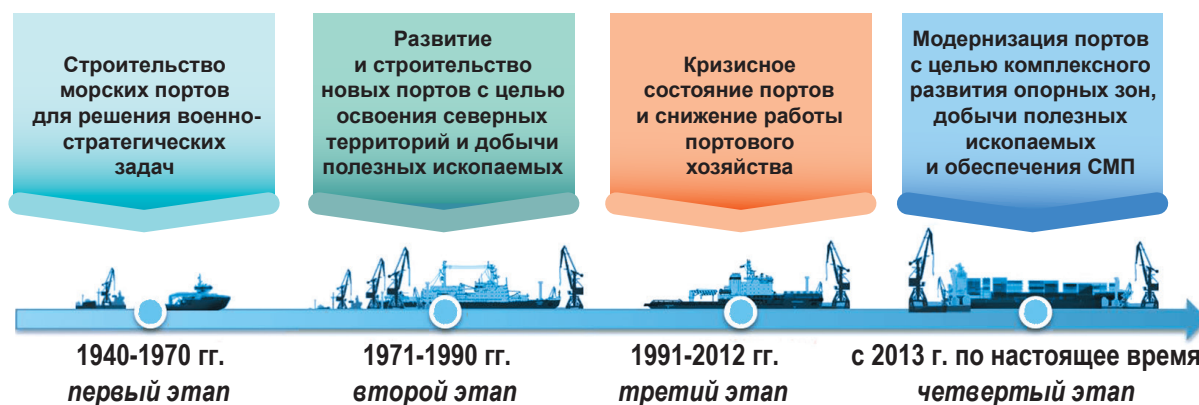 Строительство
морских портов
для решения военно-
стратегических
задач
Развитие
и строительство
новых портов с целью
освоения северных
территорий и добычи
полезных ископаемых
Кризисное
состояние портов
и снижение работы
портового
хозяйства
Модернизация портов
с целью комплексного
развития опорных зон,
добычи полезных
ископаемых
и обеспечения СМП
1940-1970 гг.
первый этап
1971-1990 гг.
второй этап
1991-2012 гг.
третий этап
с 2013 г. по настоящее время
четвертый этап